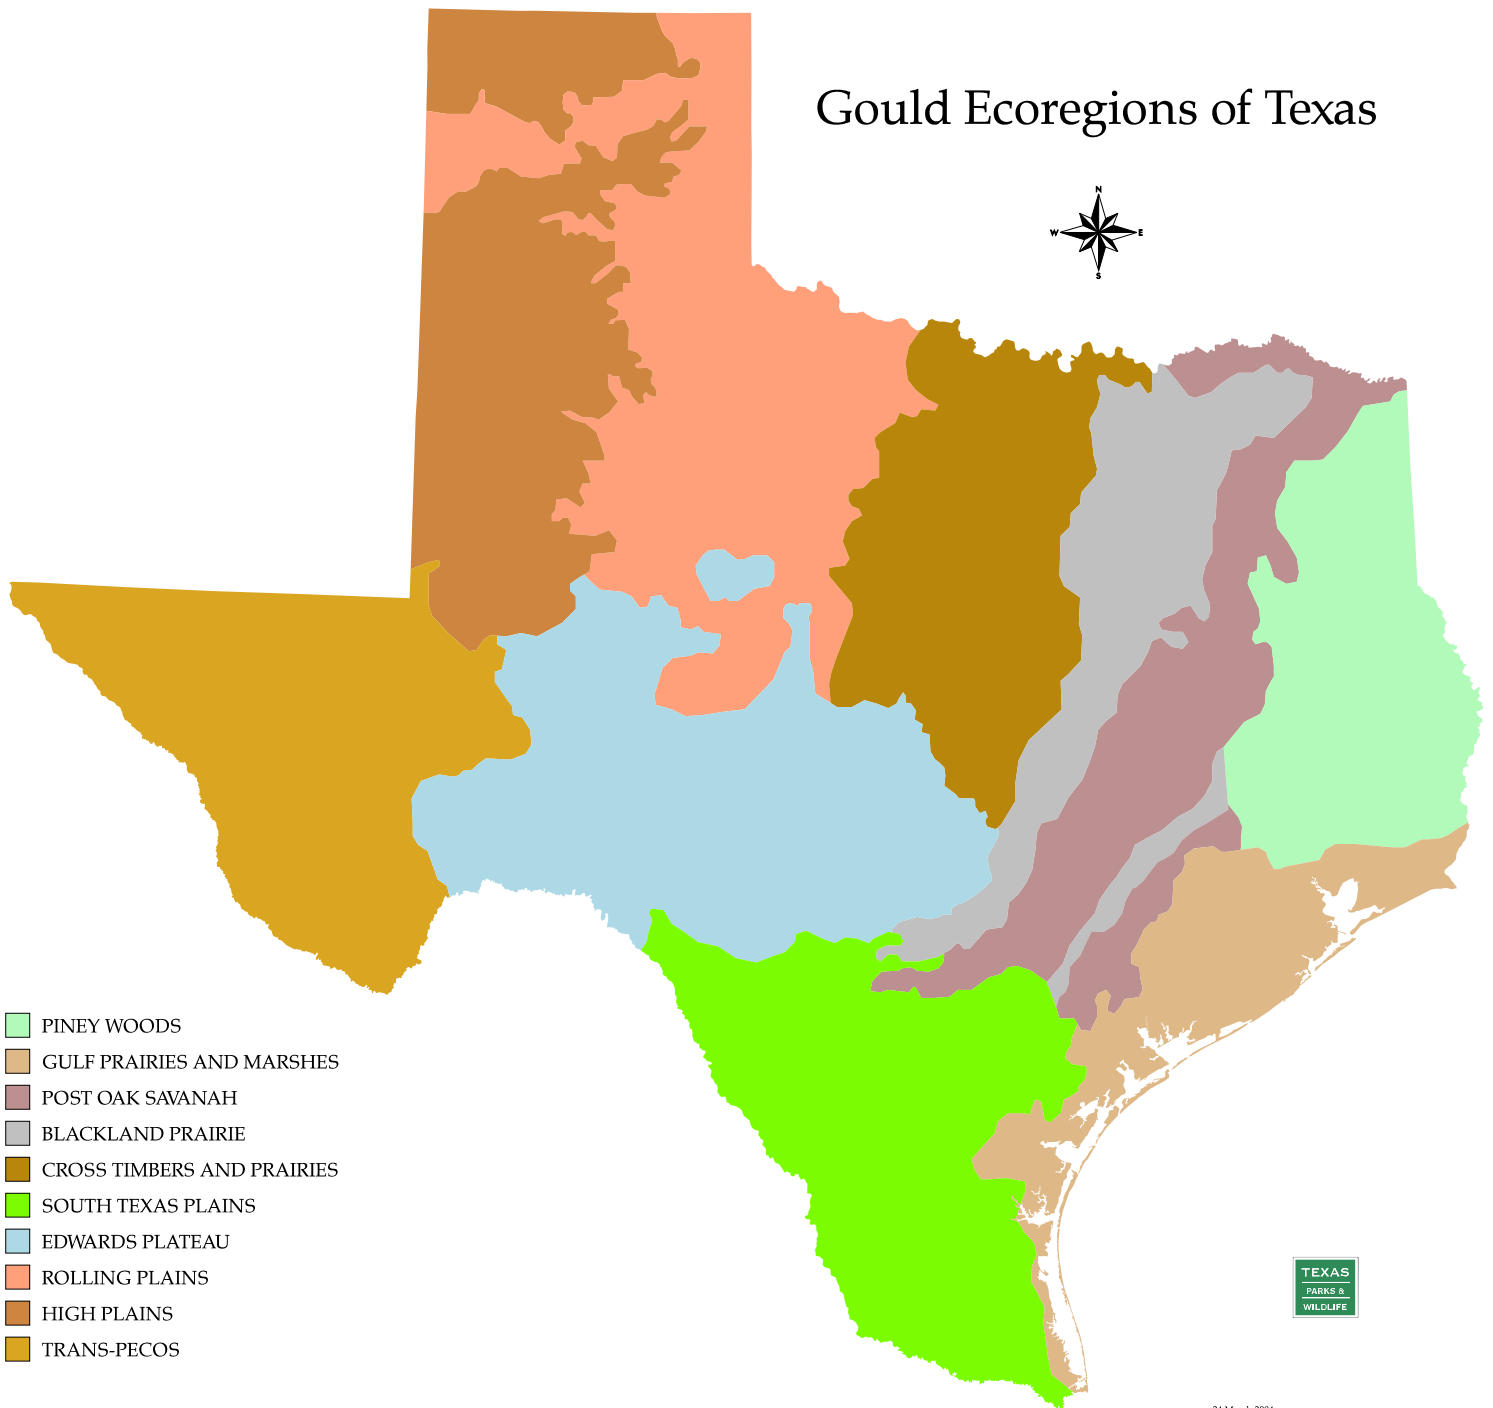 Gould Ecoregions of Texas
N
W E
S
PINEY WOODS
GULF PRAIRIES AND MARSHES
POST OAK SAVANAH
BLACKLAND PRAIRIE
CROSS TIMBERS AND PRAIRIES
SOUTH TEXAS PLAINS
EDWARDS PLATEAU
ROLLING PLAINS
HIGH PLAINS
TRANS-PECOS
TEXAS
PARKS &
WILDLIFE